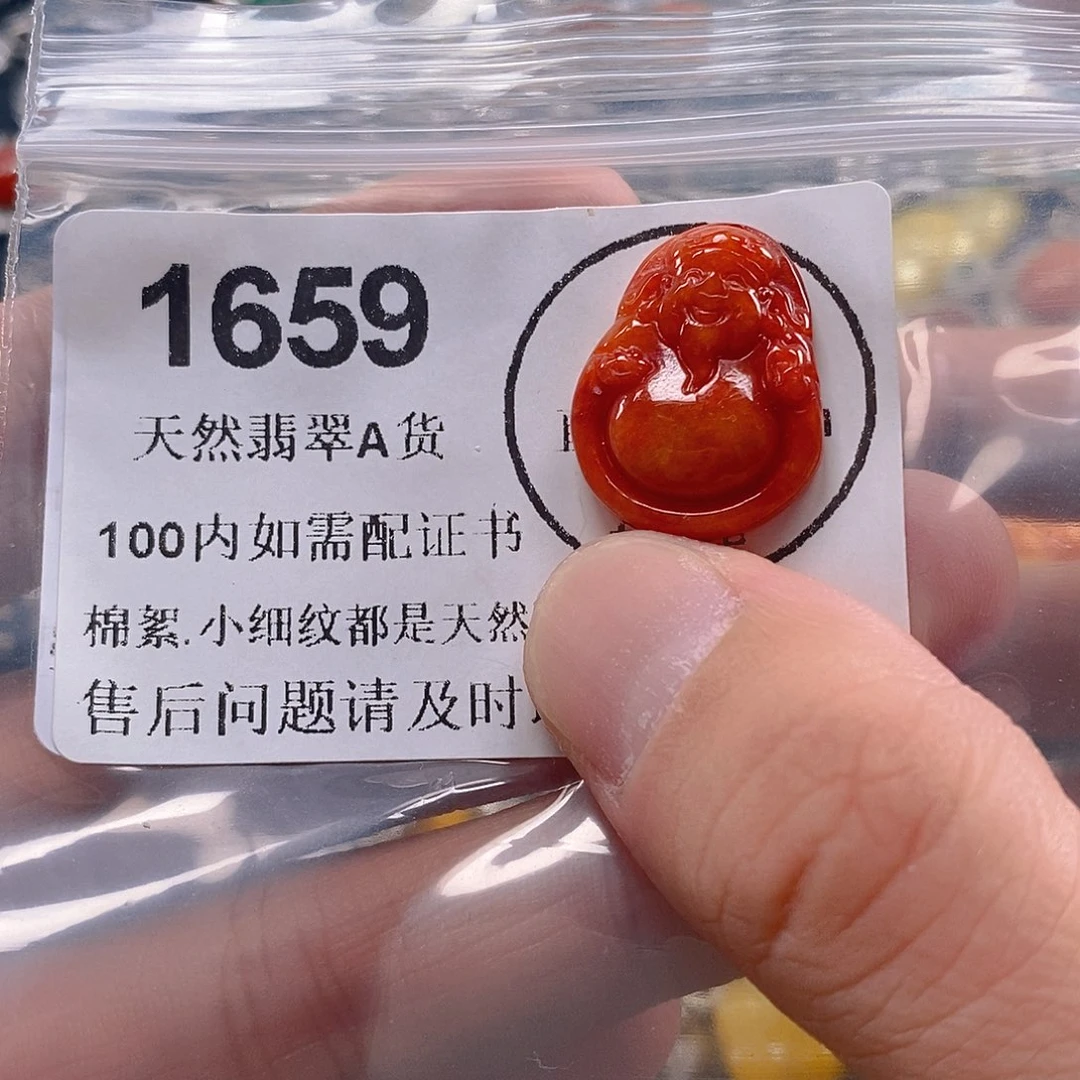 1659
天然翡翠A货
100内如需配证书
棉絮.小细纹都是天然
售后问题请及时